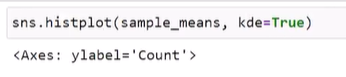 sns.histplot(sample_means, kde=True)
<Axes: ylabel='Count'>